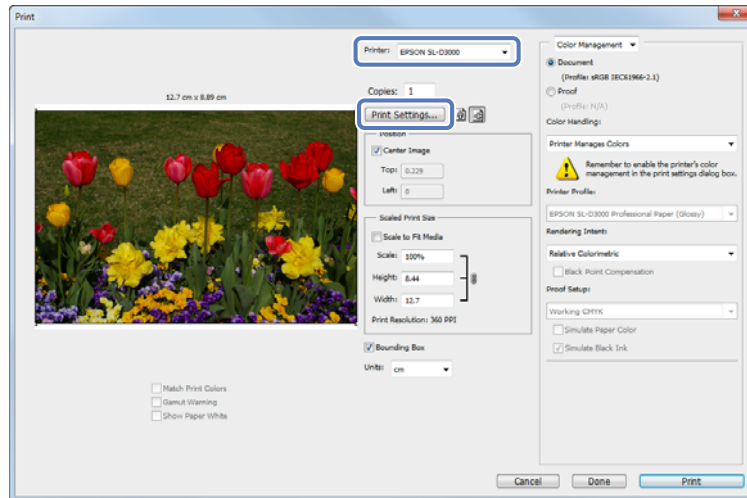 Print
Printer: EPSON SL-D3000
12.7 cm x 8.89 cm
Copies: 1
Print Settings...
Position
Center Image
Top: 0.229
Left: 0
Scaled Print Size
Scale to Fit Media
Scale: 100%
Height: 8.44
Width: 12.7
Print Resolution: 360 PPI
Bounding Box
Units: cm
Match Print Colors
Gamut Warning
Show Paper White
Color Management
Document
(Profile: sRGB IEC61966-2.1)
Proof
(Profile: N/A)
Color Handling:
Printer Manages Colors
Remember to enable the printer's color
management in the print settings dialog box.
Printer Profile:
EPSON SL-D3000 Professional Paper (Glossy)
Rendering Intent:
Relative Colorimetric
Black Point Compensation
Proof Setup:
Working CMYK
Simulate Paper Color
Simulate Black Ink
Cancel
Done
Print